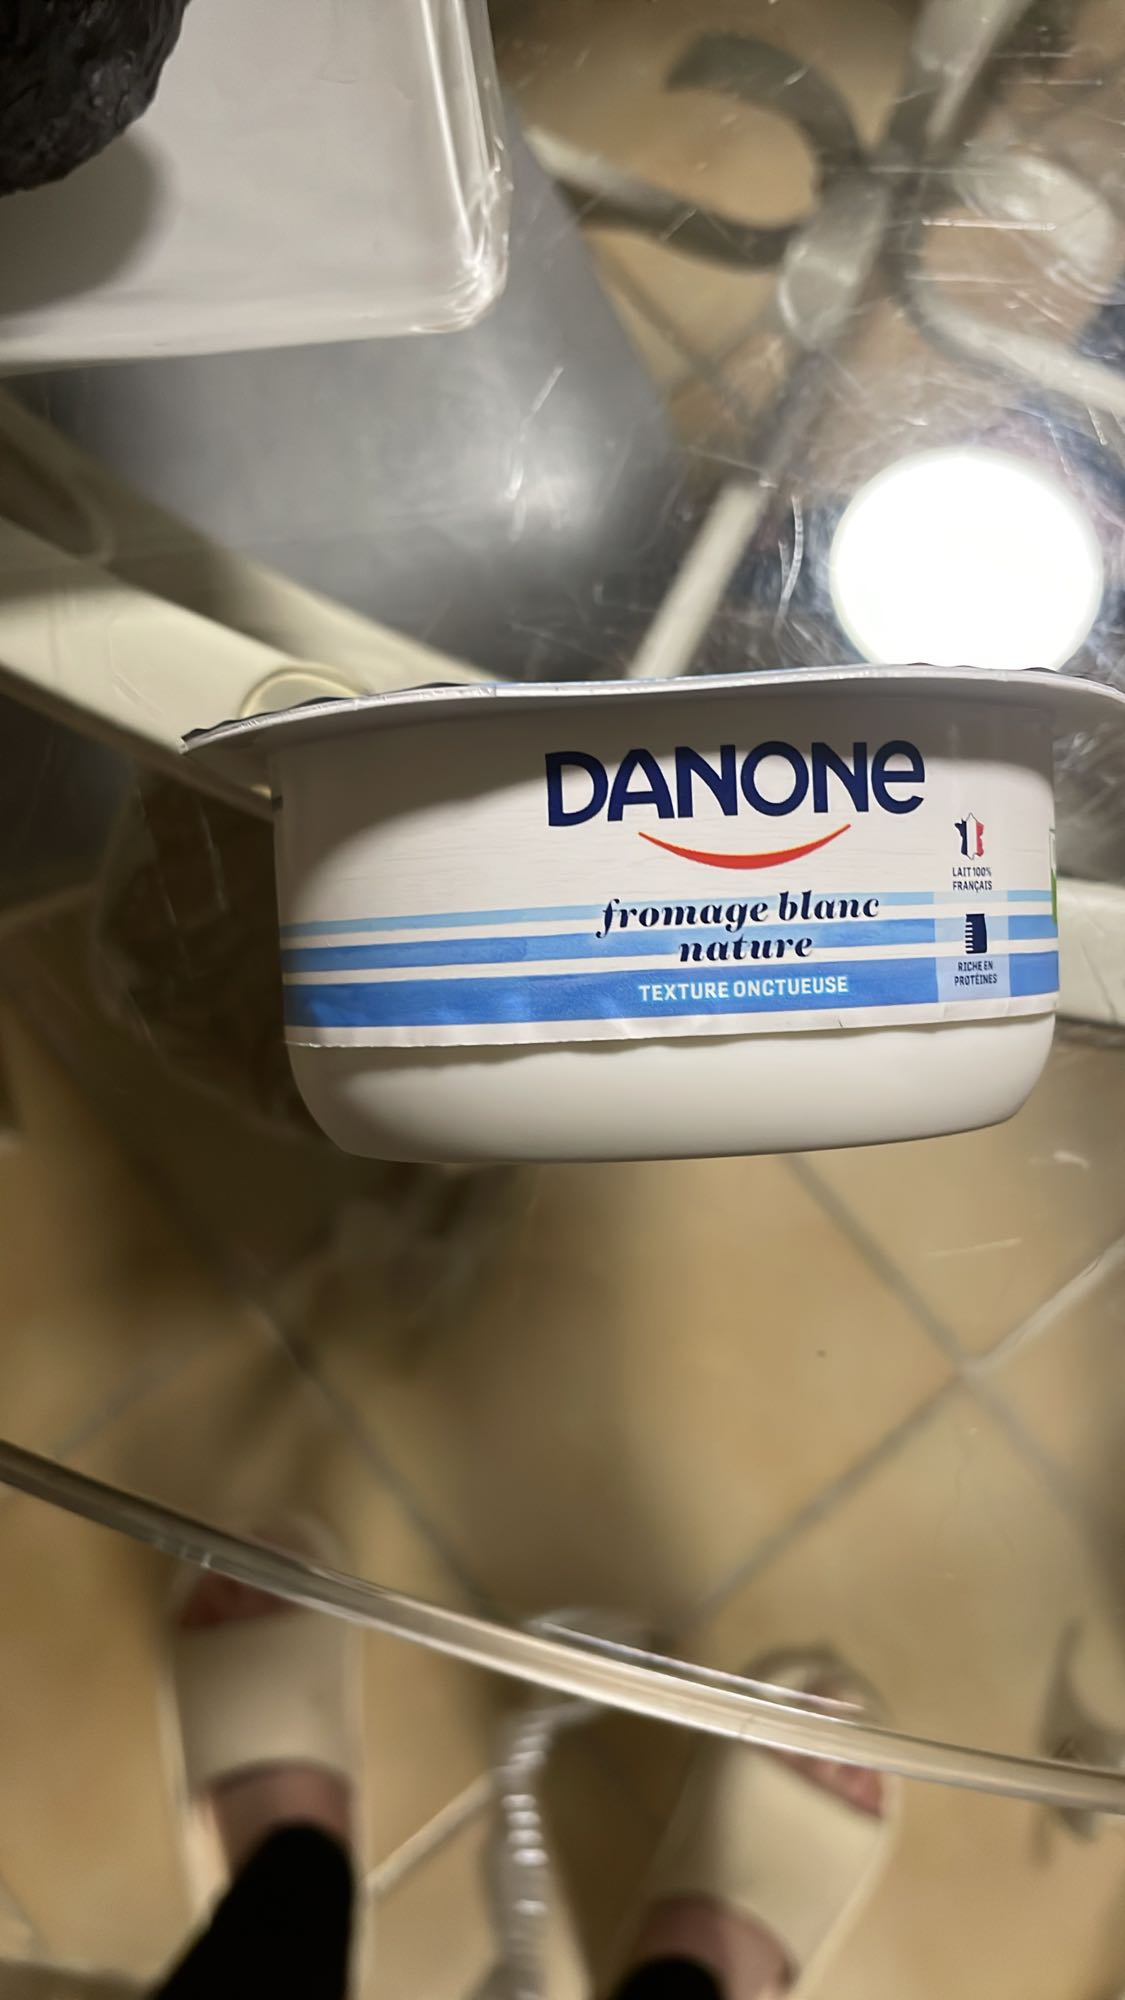 DANONe
LAIT 100%
FRANÇAIS
fromage blanc
nature
RICHE EN
PROTÉINES
TEXTURE ONCTUEUSE